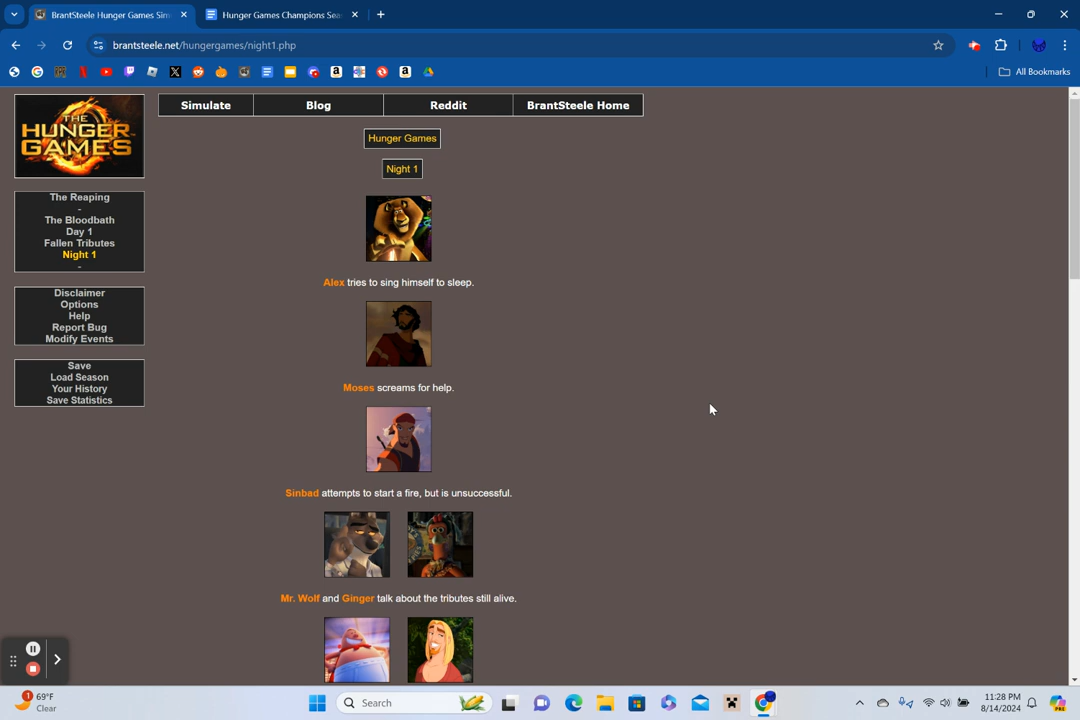 BrantSteele Hunger Games Sim
Hunger Games Champions Sea
brantsteele.net/hungergames/night1.php
All Bookmarks
THE
HUNGER
GAMES
Simulate
Blog
Reddit
BrantSteele Home
Hunger Games
Night 1
The Reaping
-
The Bloodbath
Day 1
Fallen Tributes
Night 1
-
Disclaimer
Options
Help
Report Bug
Modify Events
Save
Load Season
Your History
Save Statistics
Alex tries to sing himself to sleep.
Moses screams for help.
Sinbad attempts to start a fire, but is unsuccessful.
Mr. Wolf and Ginger talk about the tributes still alive.
1
69°F
Clear
Search
11:28 PM
8/14/2024
PRE